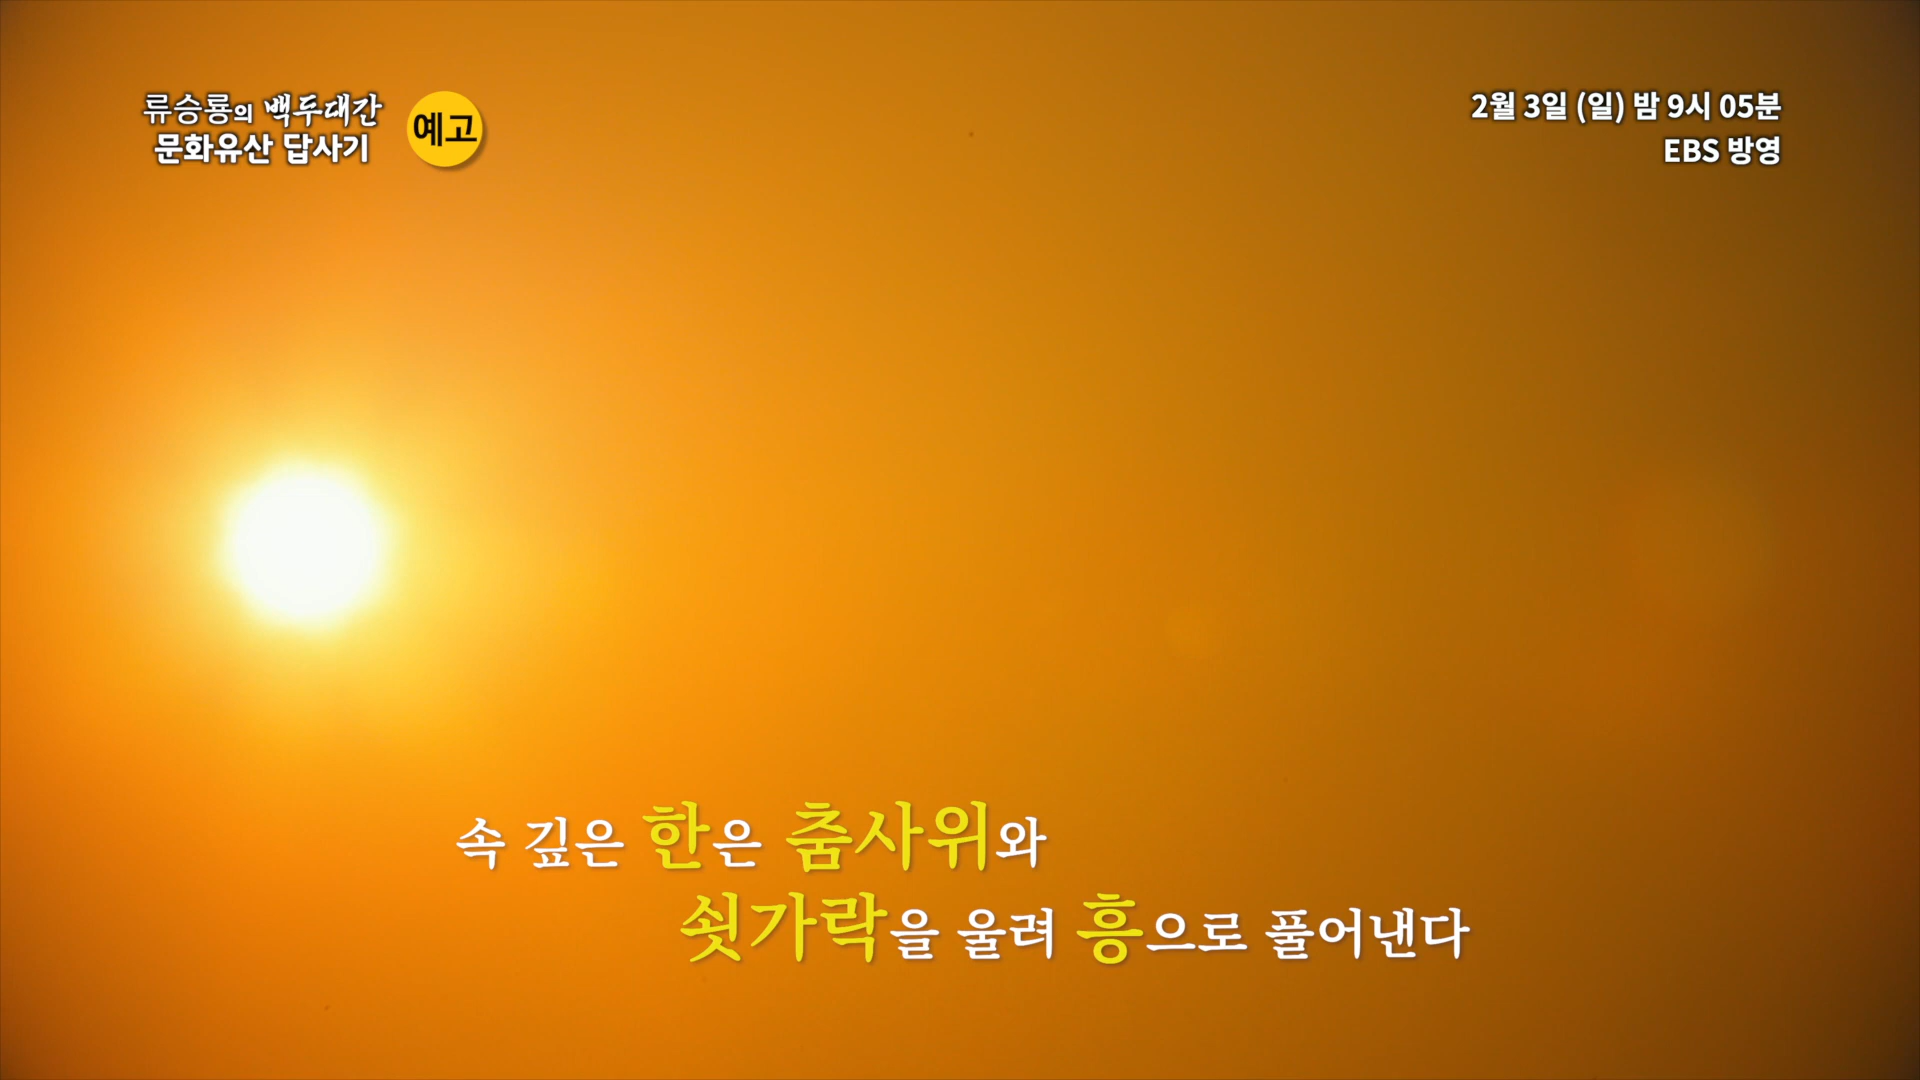 류승룡의 백두대간
문화유산 답사기
예고
2월 3일 (일) 밤 9시 05분
EBS 방영
속 깊은 한은 춤사위와
쇳가락을 울려 흥으로 풀어낸다